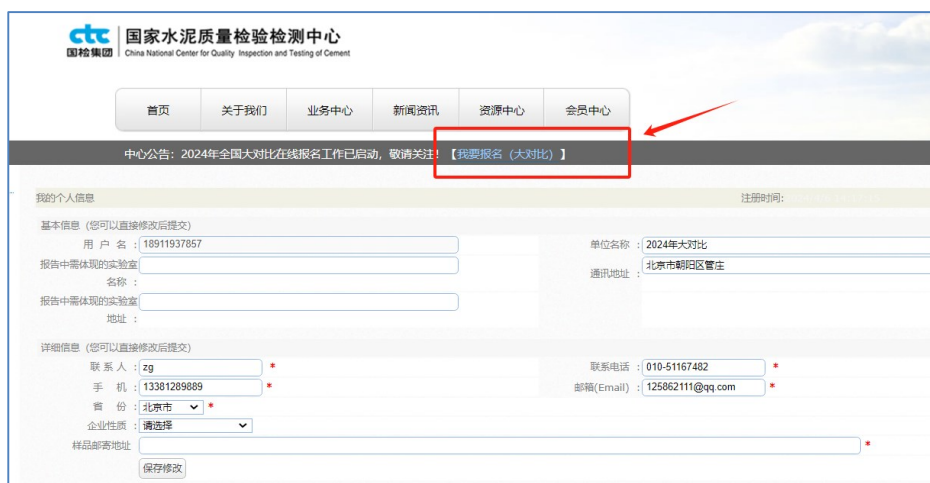 ctc 国家水泥质量检验检测中心
国检集团 China National Center for Quality Inspection and Testing of Cement
首页 关于我们 业务中心 新闻资讯 资源中心 会员中心
中心公告：2024年全国大对比在线报名工作已启动，敬请关注！【我要报名（大对比）】
我的个人信息 注册时间:
基本信息（您可以直接修改后提交）
用 户 名 : 18911937857 单位名称 : 2024年大对比
报告中需体现的实验室名称 : 通讯地址 : 北京市朝阳区管庄
报告中需体现的实验室地址 :
详细信息（您可以直接修改后提交）
联 系 人 : zg * 联系电话 : 010-51167482 *
手 机 : 13381289889 * 邮箱(Email) : 125862111@qq.com *
省 份 : 北京市 *
企业性质 : 请选择
样品邮寄地址 *
保存修改